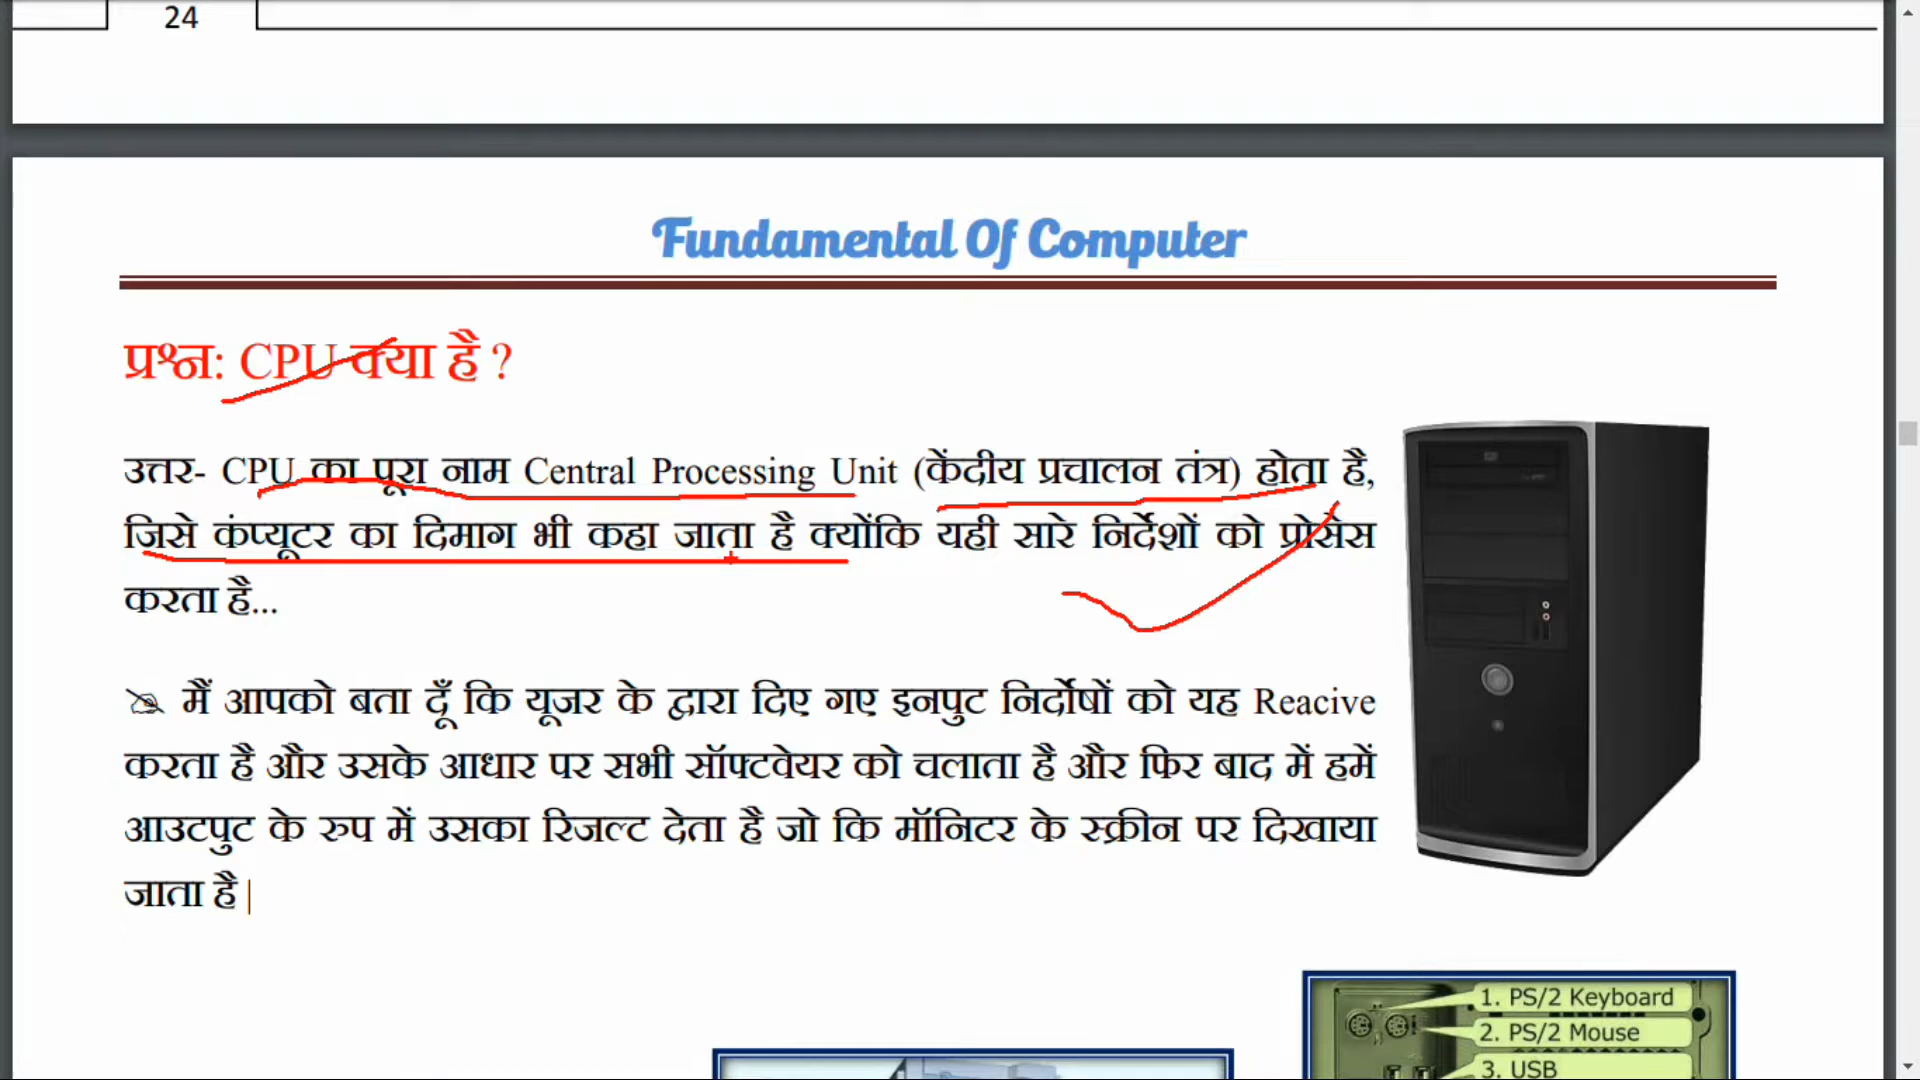 24
Fundamental Of Computer
प्रश्न: CPU क्या है ?
उत्तर- CPU का पूरा नाम Central Processing Unit (केंदीय प्रचालन तंत्र) होता है,
जिसे कंप्यूटर का दिमाग भी कहा जाता है क्योंकि यही सारे निर्देशों को प्रोसेस
करता है...
मैं आपको बता दूँ कि यूजर के द्वारा दिए गए इनपुट निर्दोषों को यह Reacive
करता है और उसके आधार पर सभी सॉफ्टवेयर को चलाता है और फिर बाद में हमें
आउटपुट के रुप में उसका रिजल्ट देता है जो कि मॉनिटर के स्क्रीन पर दिखाया
जाता है |
1. PS/2 Keyboard
2. PS/2 Mouse
3. USB